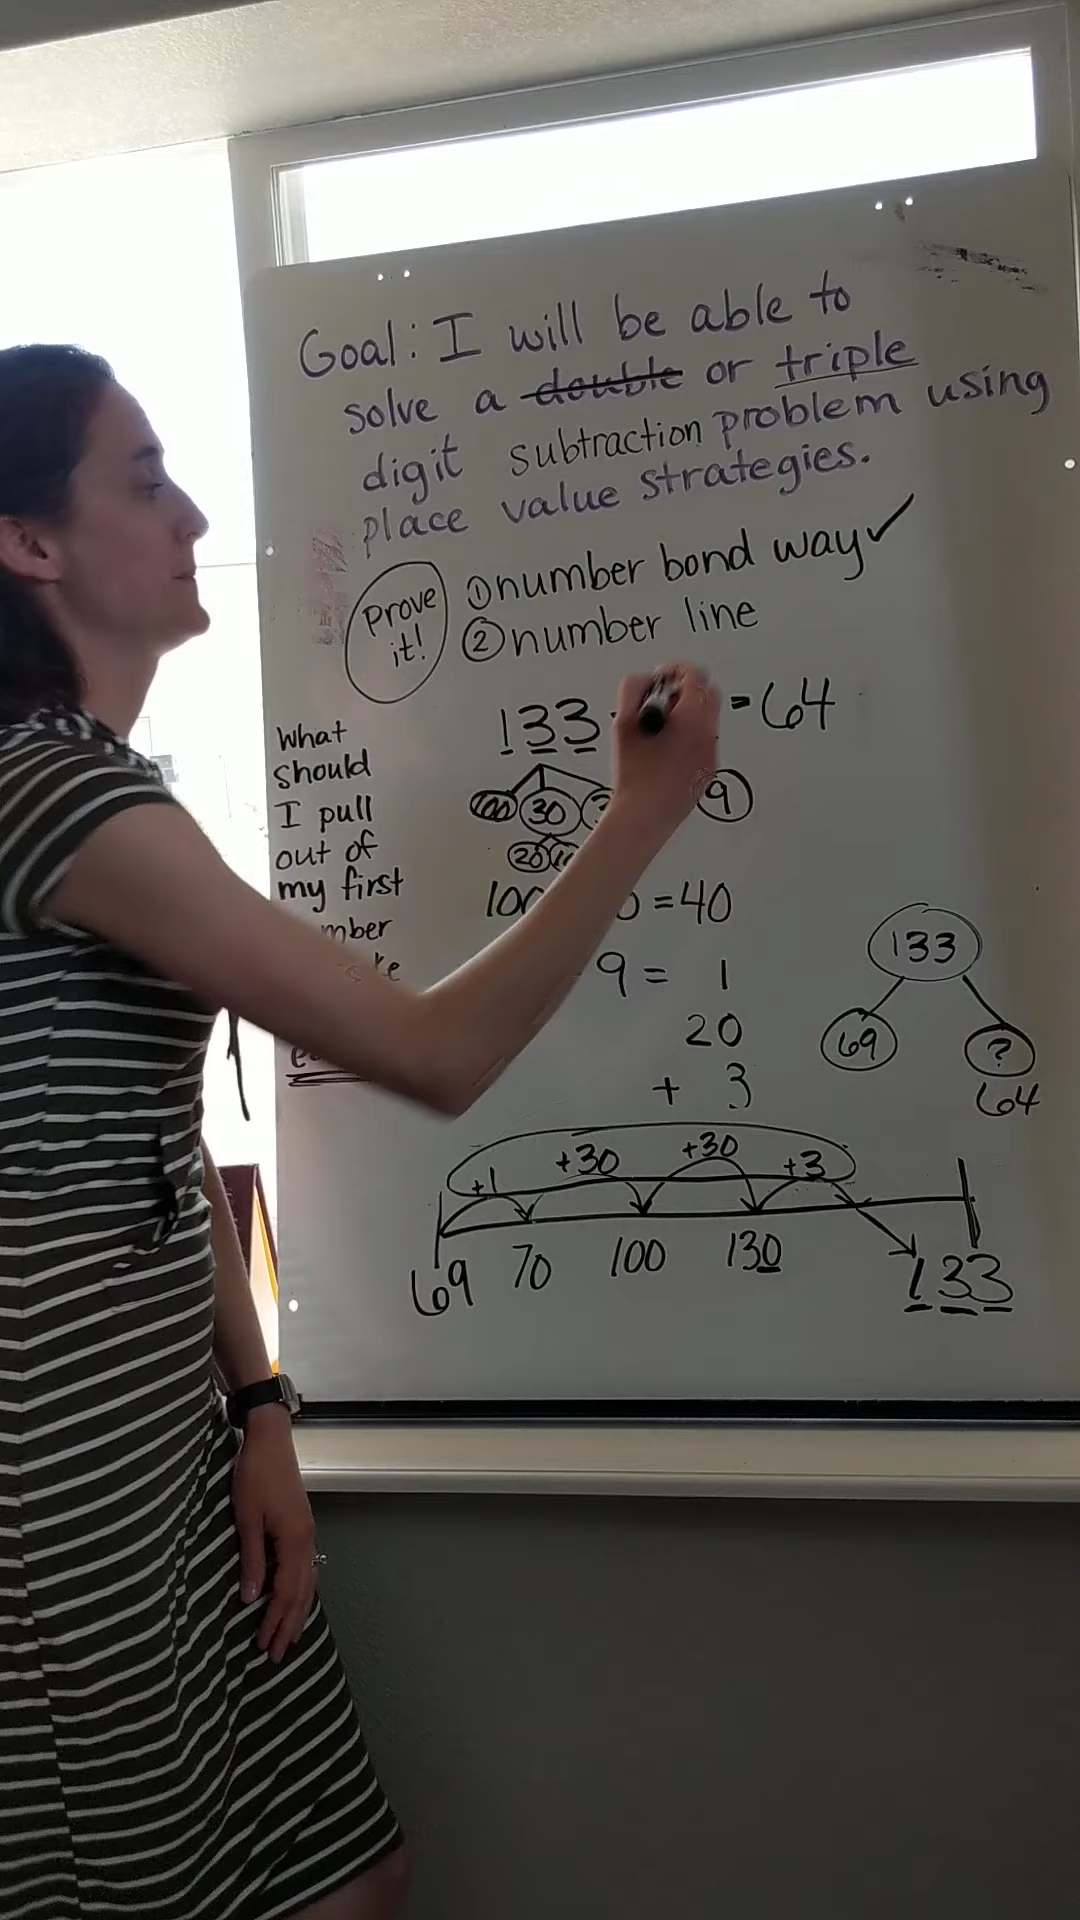 Goal: I will be able to
solve a double or triple
digit subtraction problem using
place value strategies.
Prove it!
① number bond way ✓
② number line
133 = 64
100 30 9
20
= 40
9 = 1
20
+ 3
What
should
I pull
out of
my first
133
69 ?
64
+1 +30 +30 +3
69 70 100 130 133